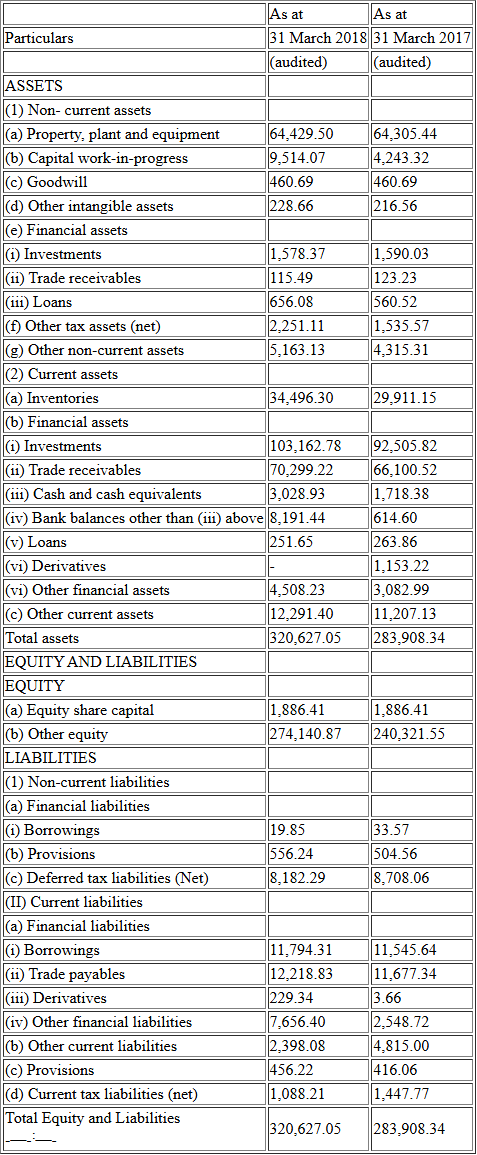 As at As at
Particulars 31 March 2018 31 March 2017
(audited) (audited)
ASSETS
(1) Non- current assets
(a) Property, plant and equipment 64,429.50 64,305.44
(b) Capital work-in-progress 9,514.07 4,243.32
(c) Goodwill 460.69 460.69
(d) Other intangible assets 228.66 216.56
(e) Financial assets
(i) Investments 1,578.37 1,590.03
(ii) Trade receivables 115.49 123.23
(iii) Loans 656.08 560.52
(f) Other tax assets (net) 2,251.11 1,535.57
(g) Other non-current assets 5,163.13 4,315.31
(2) Current assets
(a) Inventories 34,496.30 29,911.15
(b) Financial assets
(i) Investments 103,162.78 92,505.82
(ii) Trade receivables 70,299.22 66,100.52
(iii) Cash and cash equivalents 3,028.93 1,718.38
(iv) Bank balances other than (iii) above 8,191.44 614.60
(v) Loans 251.65 263.86
(vi) Derivatives - 1,153.22
(vi) Other financial assets 4,508.23 3,082.99
(c) Other current assets 12,291.40 11,207.13
Total assets 320,627.05 283,908.34
EQUITY AND LIABILITIES
EQUITY
(a) Equity share capital 1,886.41 1,886.41
(b) Other equity 274,140.87 240,321.55
LIABILITIES
(1) Non-current liabilities
(a) Financial liabilities
(i) Borrowings 19.85 33.57
(b) Provisions 556.24 504.56
(c) Deferred tax liabilities (Net) 8,182.29 8,708.06
(II) Current liabilities
(a) Financial liabilities
(i) Borrowings 11,794.31 11,545.64
(ii) Trade payables 12,218.83 11,677.34
(iii) Derivatives 229.34 3.66
(iv) Other financial liabilities 7,656.40 2,548.72
(b) Other current liabilities 2,398.08 4,815.00
(c) Provisions 456.22 416.06
(d) Current tax liabilities (net) 1,088.21 1,447.77
Total Equity and Liabilities 320,627.05 283,908.34
-—-:—-